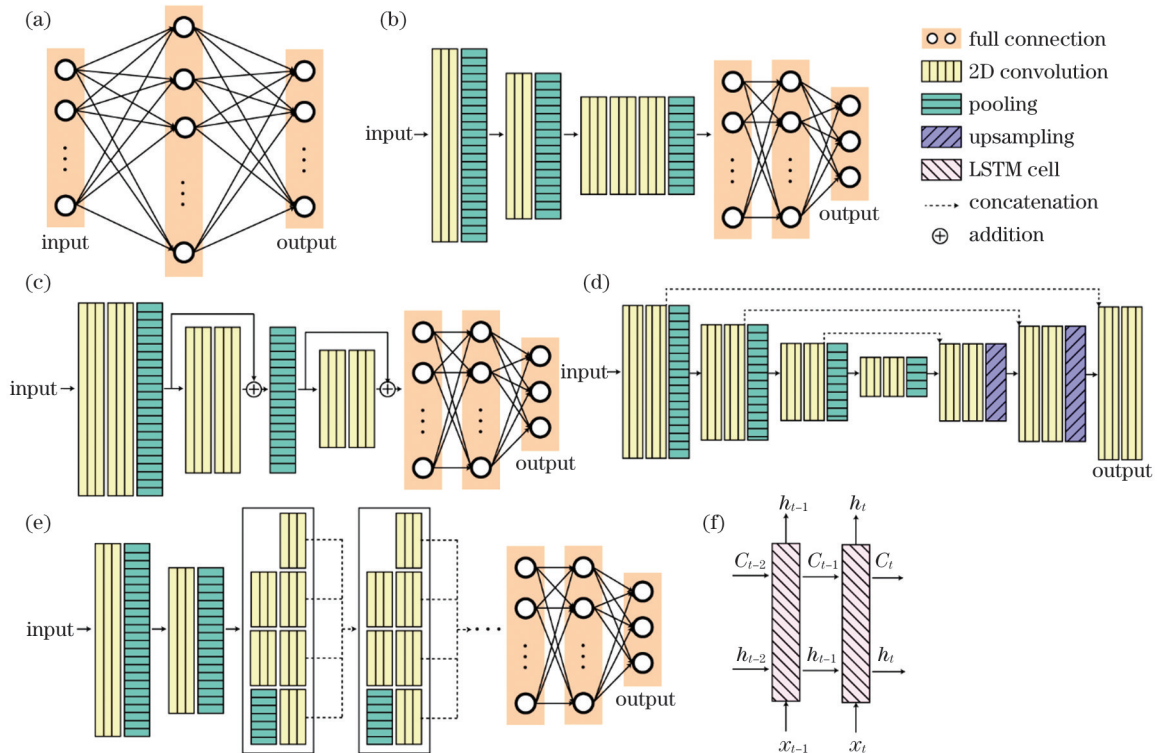 (a)
input
output
(b)
input
output
full connection
2D convolution
pooling
upsampling
LSTM cell
concatenation
addition
(c)
input
output
(d)
input
output
(e)
input
output
(f)
h_{t-1} h_t
C_{t-2} C_{t-1} C_t
h_{t-2} h_{t-1} h_t
x_{t-1} x_t